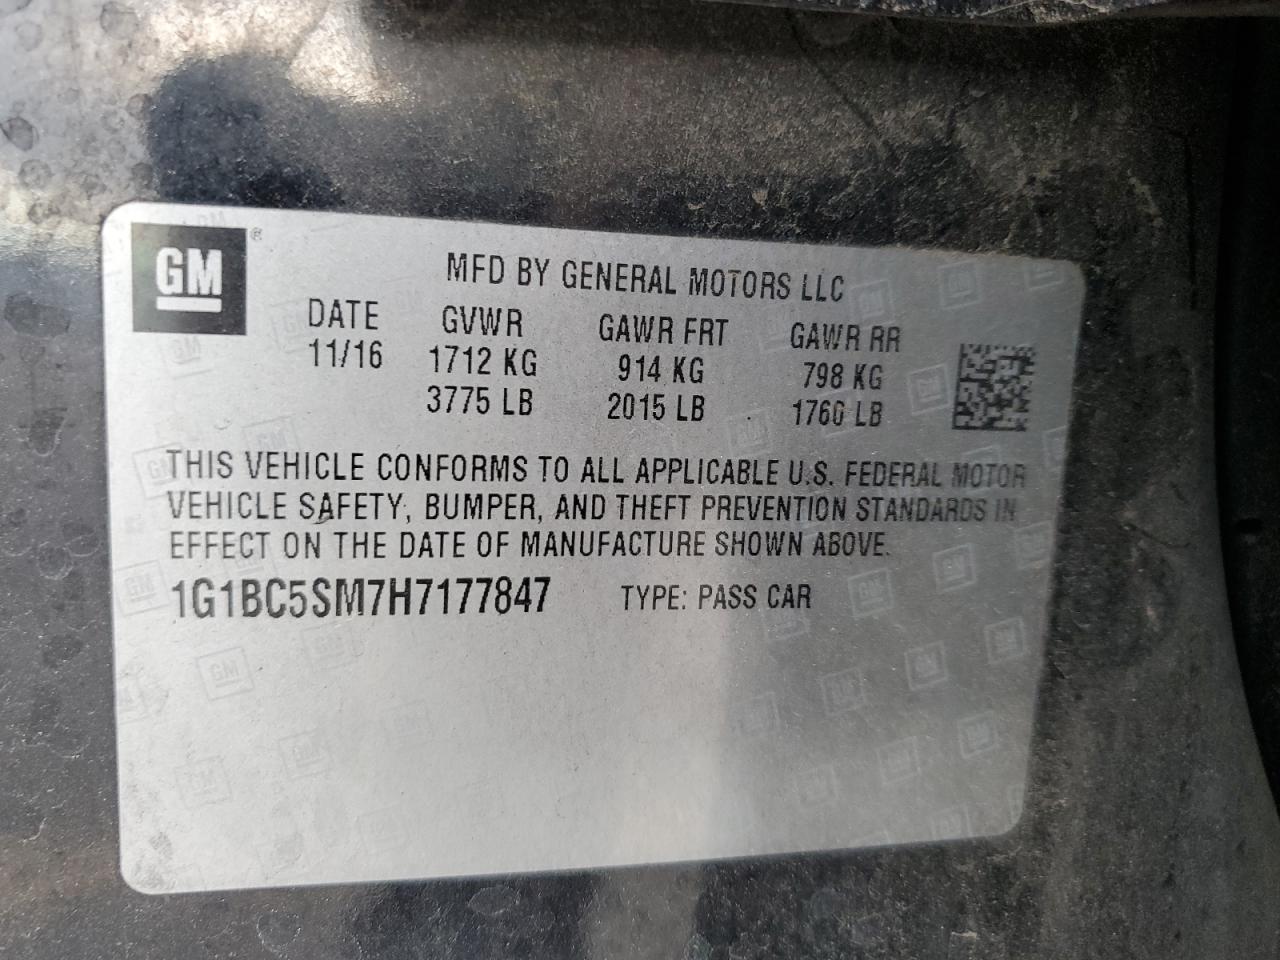 GM ®
MFD BY GENERAL MOTORS LLC
DATE GVWR GAWR FRT GAWR RR
11/16 1712 KG 914 KG 798 KG
3775 LB 2015 LB 1760 LB
THIS VEHICLE CONFORMS TO ALL APPLICABLE U.S. FEDERAL MOTOR
VEHICLE SAFETY, BUMPER, AND THEFT PREVENTION STANDARDS IN
EFFECT ON THE DATE OF MANUFACTURE SHOWN ABOVE.
1G1BC5SM7H7177847 TYPE: PASS CAR